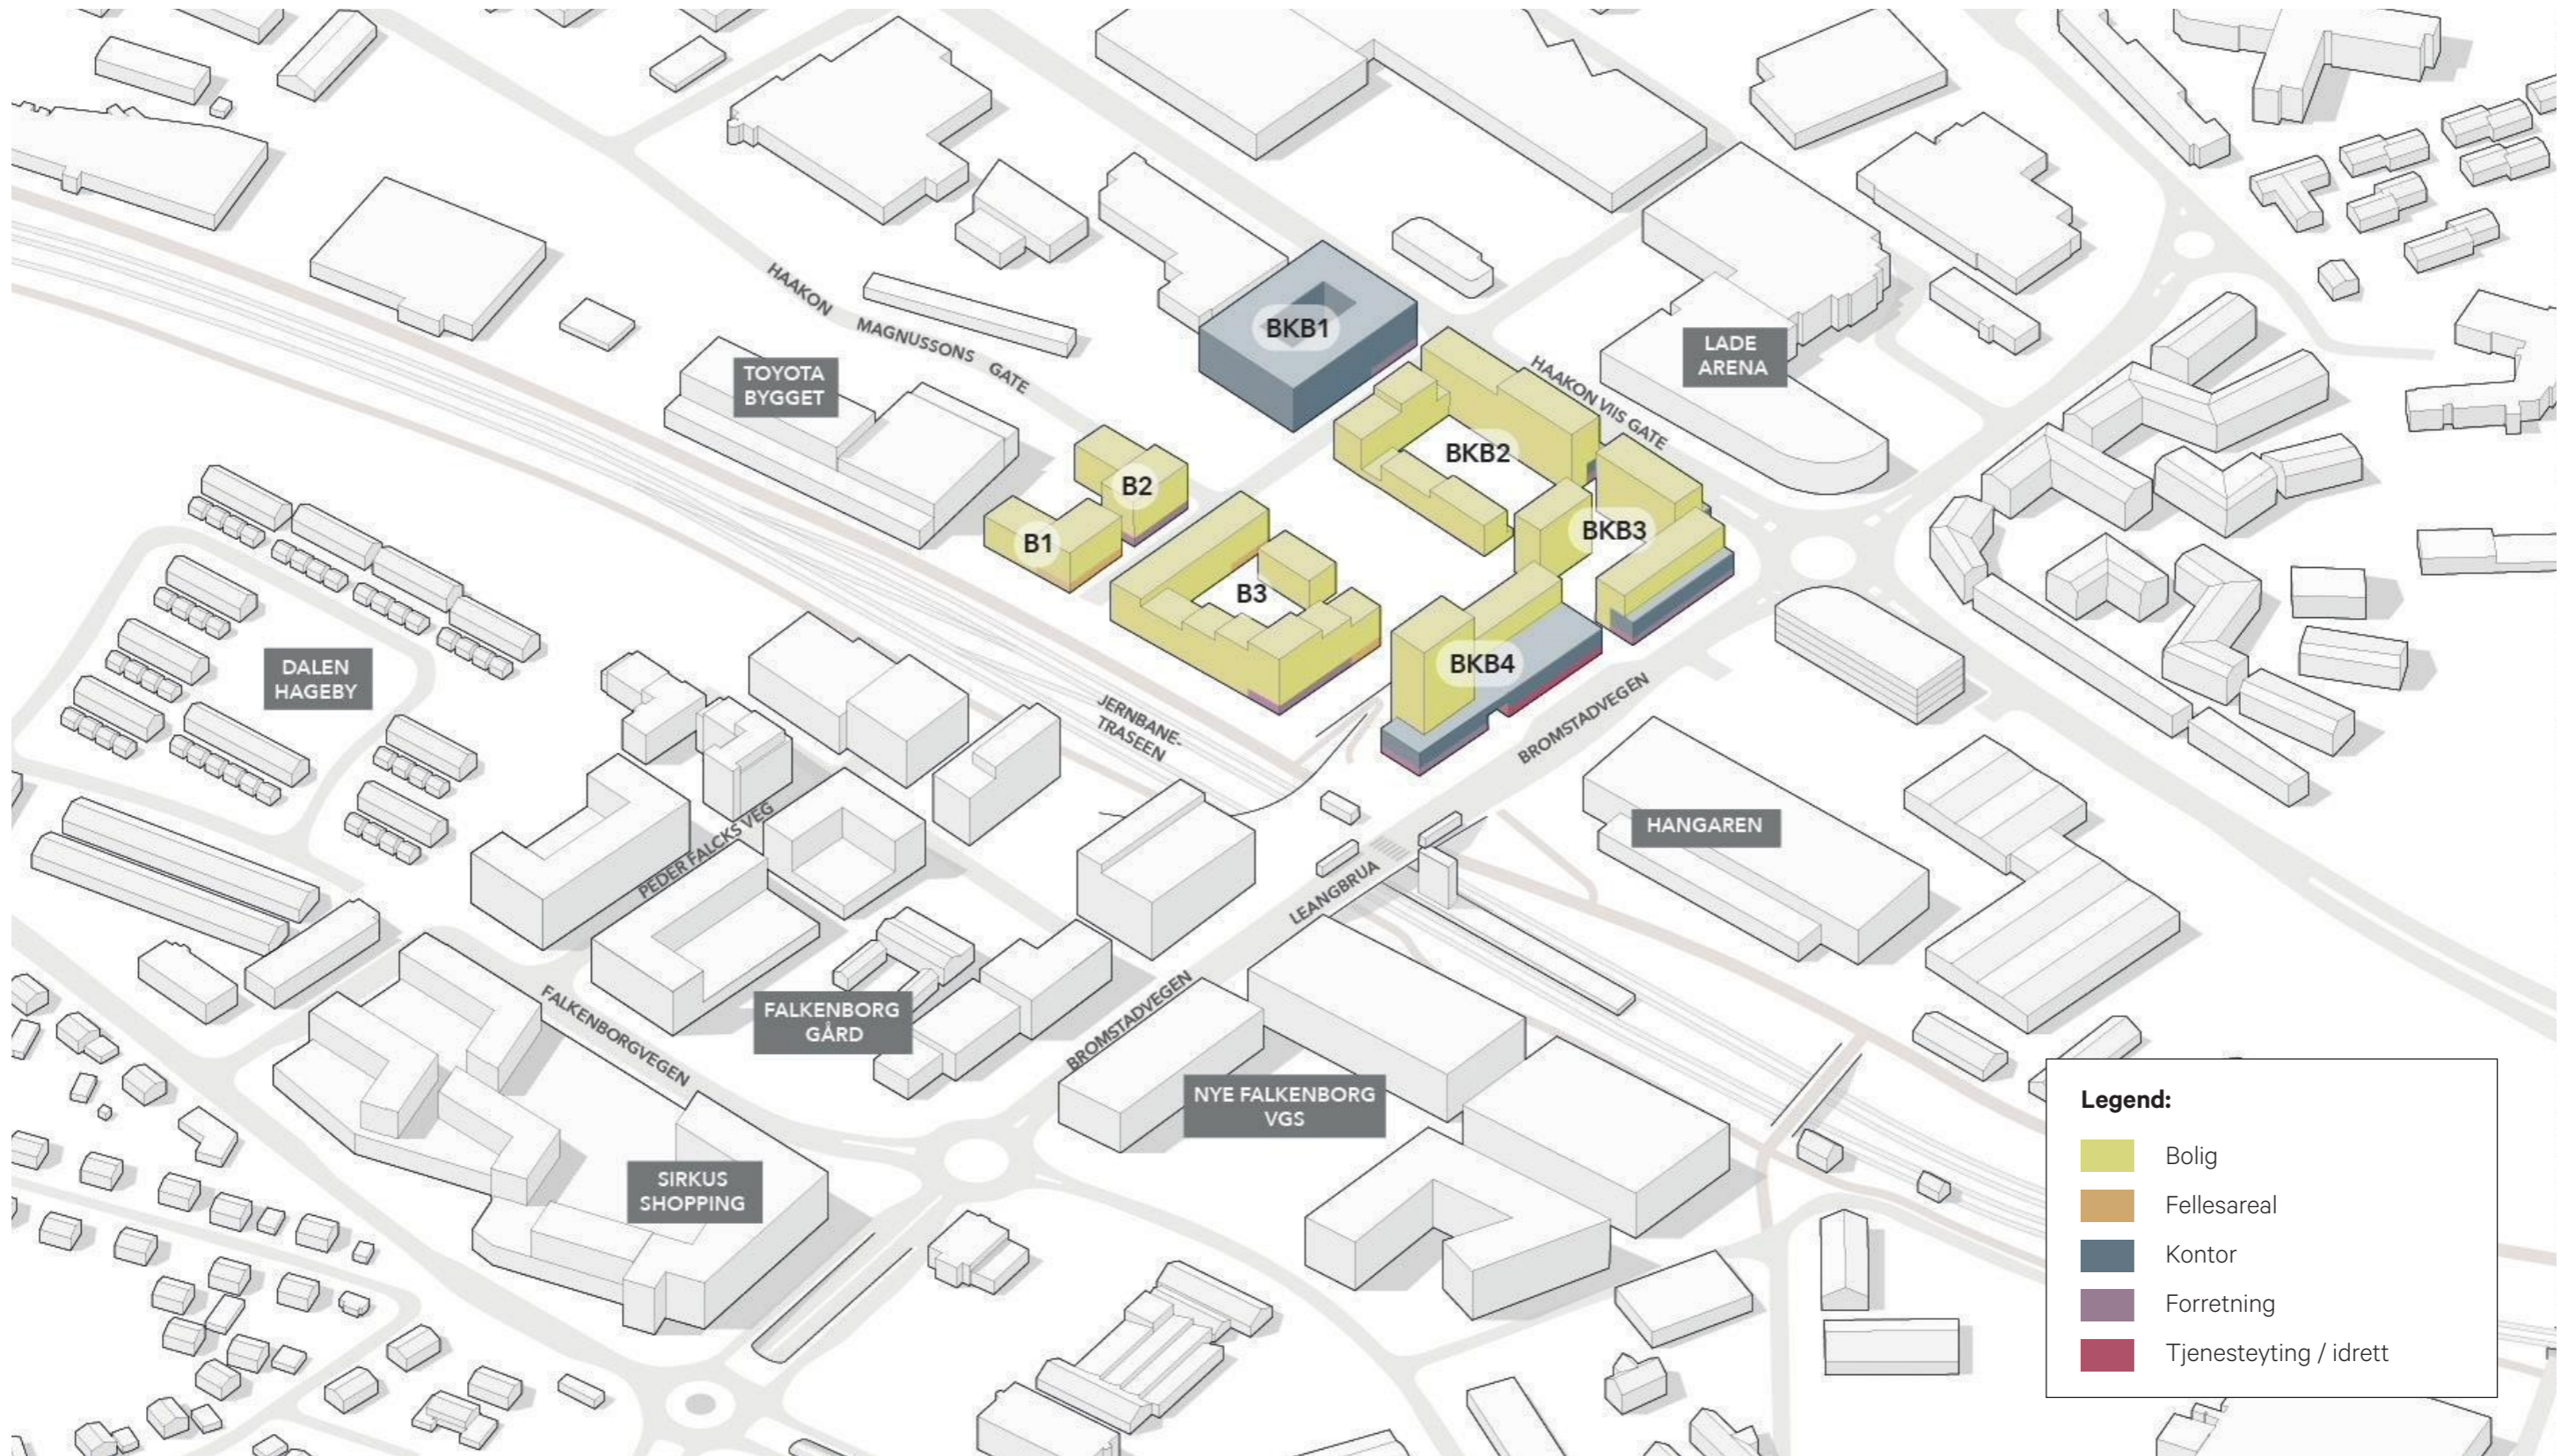 HAAKON MAGNUSSONS GATE
BKB1
LADE
ARENA
TOYOTA
BYGGET
HAAKON VIIS GATE
BKB2
B2
BKB3
B1
B3
BKB4
DALEN
HAGEBY
JERNBANE-
TRASEEN
BROMSTADVEGEN
HANGAREN
PEDER FALCKS VEG
LEANGBRUA
FALKENBORG
GÅRD
FALKENBORGVEGEN
BROMSTADVEGEN
NYE FALKENBORG
VGS
SIRKUS
SHOPPING
Legend:
Bolig
Fellesareal
Kontor
Forretning
Tjenesteyting / idrett